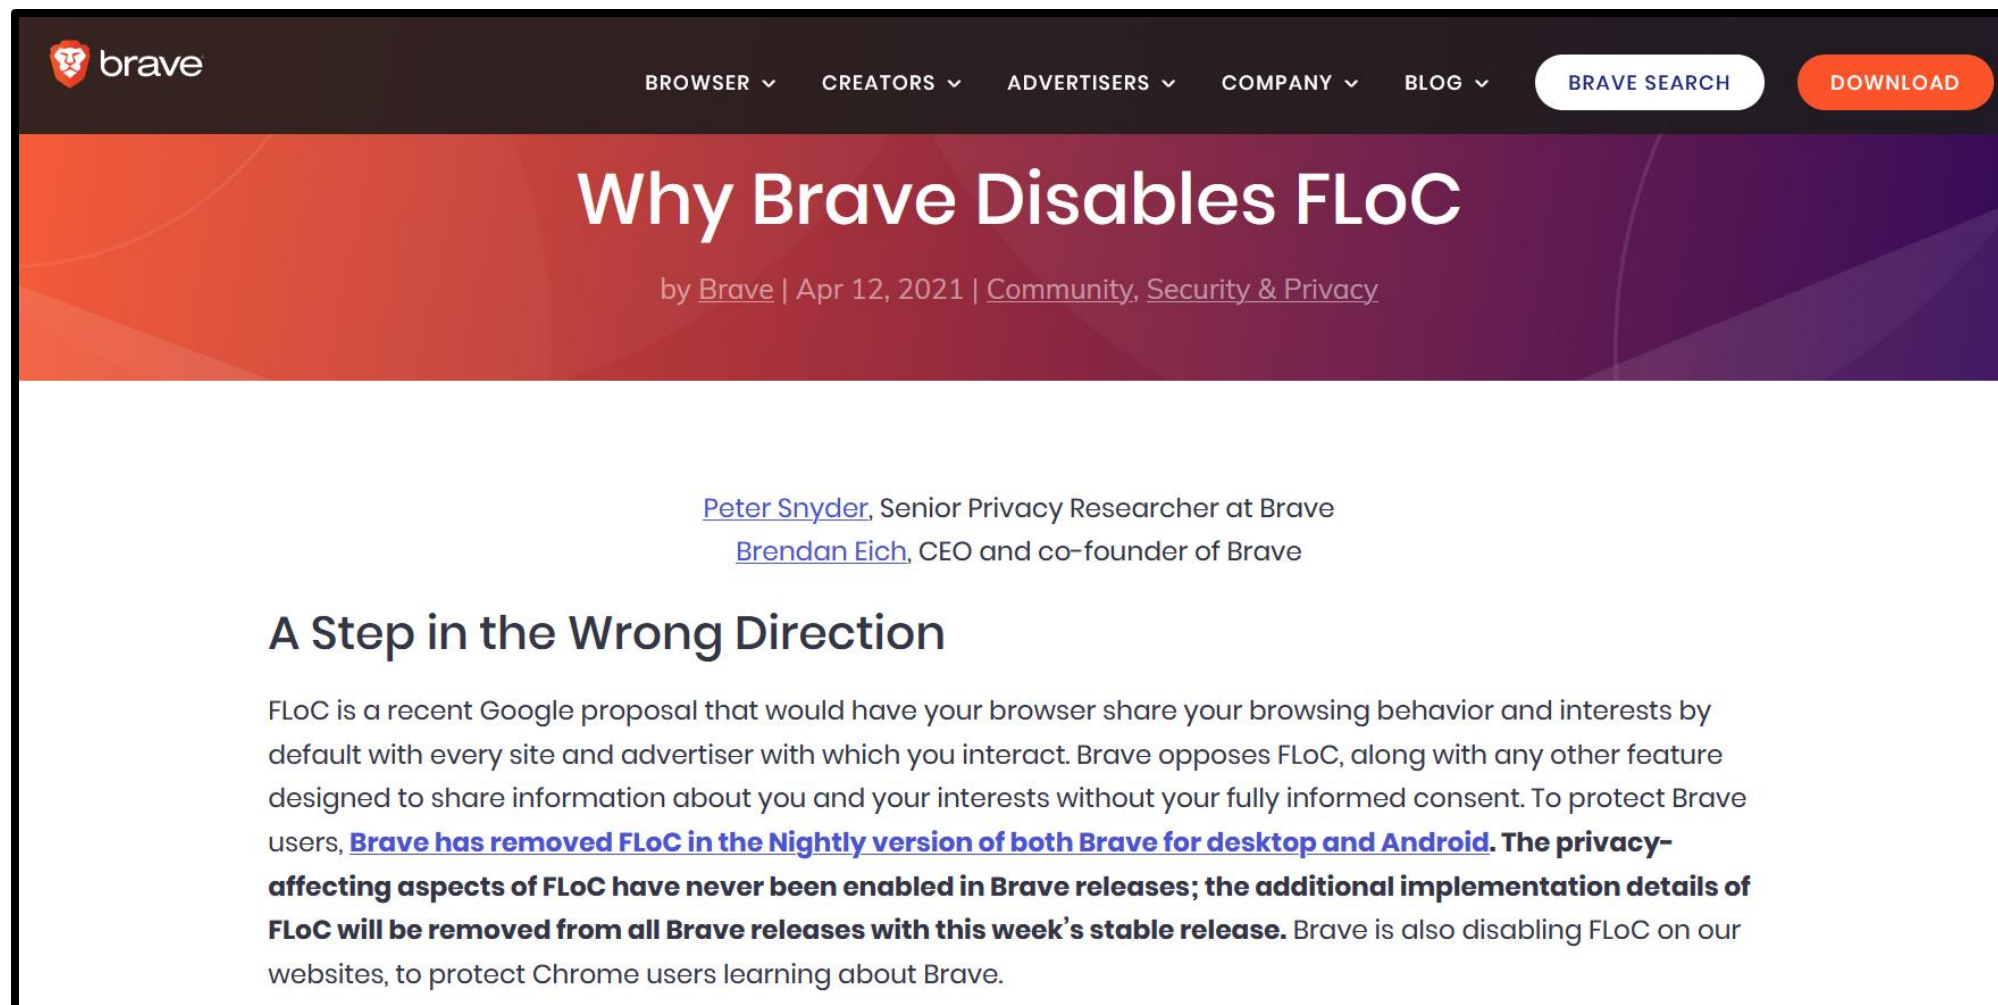 brave
BROWSER CREATORS ADVERTISERS COMPANY BLOG BRAVE SEARCH DOWNLOAD
Why Brave Disables FLoC
by Brave | Apr 12, 2021 | Community, Security & Privacy
Peter Snyder, Senior Privacy Researcher at Brave
Brendan Eich, CEO and co-founder of Brave
A Step in the Wrong Direction
FLoC is a recent Google proposal that would have your browser share your browsing behavior and interests by
default with every site and advertiser with which you interact. Brave opposes FLoC, along with any other feature
designed to share information about you and your interests without your fully informed consent. To protect Brave
users, Brave has removed FLoC in the Nightly version of both Brave for desktop and Android. The privacy-
affecting aspects of FLoC have never been enabled in Brave releases; the additional implementation details of
FLoC will be removed from all Brave releases with this week’s stable release. Brave is also disabling FLoC on our
websites, to protect Chrome users learning about Brave.